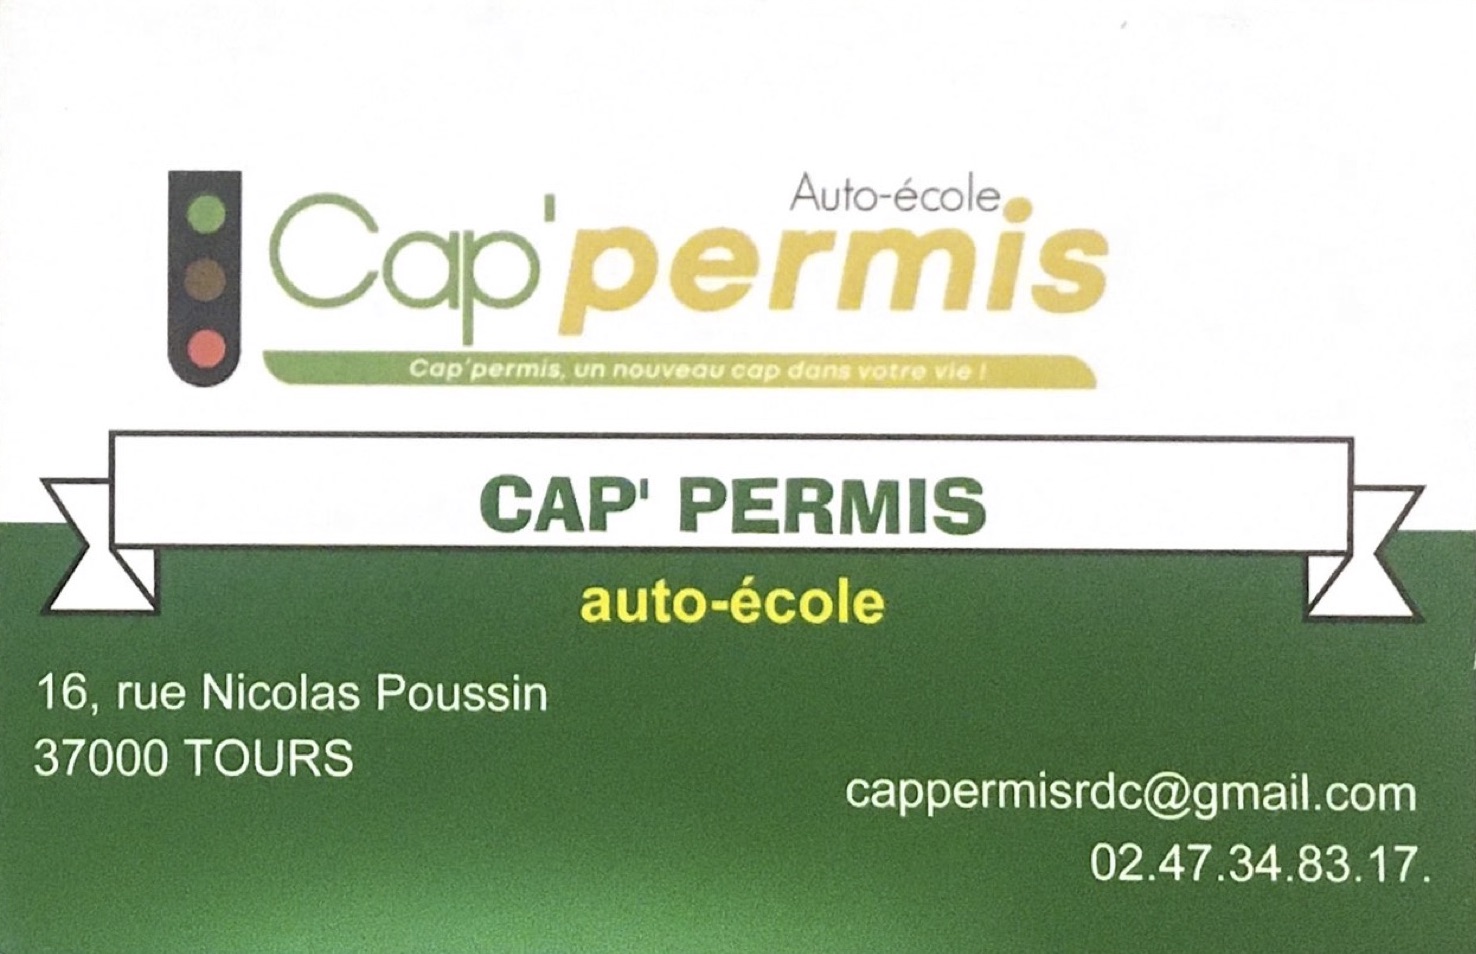 Auto-école
Cap'permis
Cap'permis, un nouveau cap dans votre vie !
CAP' PERMIS
auto-école
16, rue Nicolas Poussin
37000 TOURS
cappermisrdc@gmail.com
02.47.34.83.17.